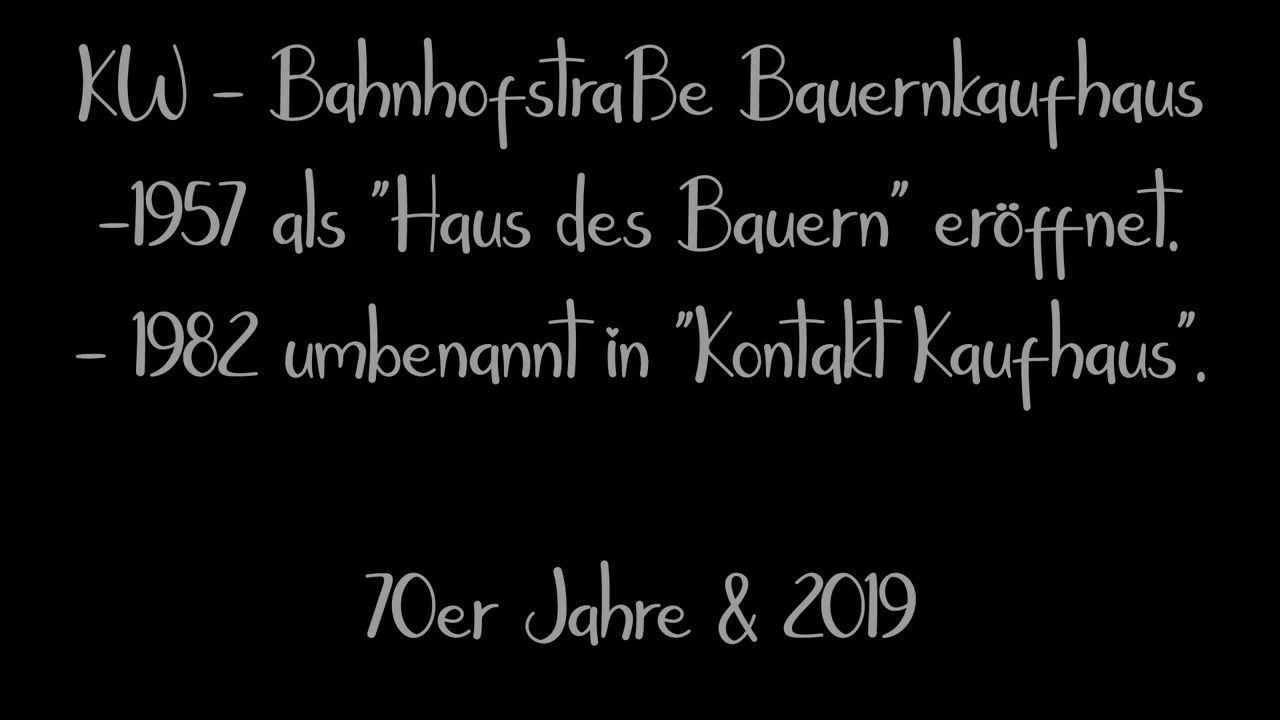 KW - Bahnhofstraße Bauernkaufhaus
-1957 als "Haus des Bauern" eröffnet.
- 1982 umbenannt in "Kontakt Kaufhaus".
70er Jahre & 2019